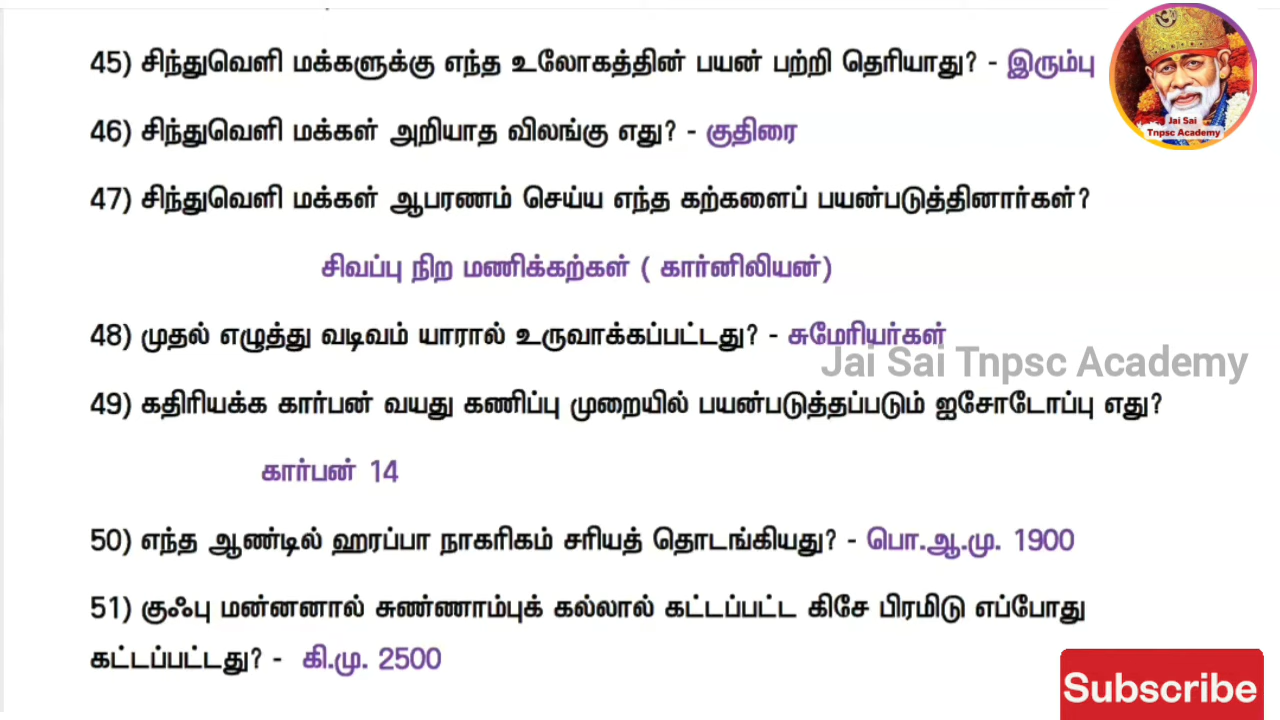 45) சிந்துவெளி மக்களுக்கு எந்த உலோகத்தின் பயன் பற்றி தெரியாது? - இரும்பு
46) சிந்துவெளி மக்கள் அறியாத விலங்கு எது? - குதிரை
47) சிந்துவெளி மக்கள் ஆபரணம் செய்ய எந்த கற்களைப் பயன்படுத்தினார்கள்?
சிவப்பு நிற மணிக்கற்கள் ( கார்னிலியன்)
48) முதல் எழுத்து வடிவம் யாரால் உருவாக்கப்பட்டது? - சுமேரியர்கள்
49) கதிரியக்க கார்பன் வயது கணிப்பு முறையில் பயன்படுத்தப்படும் ஐசோடோப்பு எது?
கார்பன் 14
50) எந்த ஆண்டில் ஹரப்பா நாகரிகம் சரியத் தொடங்கியது? - பொ.ஆ.மு. 1900
51) குஃபு மன்னனால் சுண்ணாம்புக் கல்லால் கட்டப்பட்ட கிசே பிரமிடு எப்போது
கட்டப்பட்டது? - கி.மு. 2500
Jai Sai
Tnpsc Academy
Jai Sai Tnpsc Academy
Subscribe